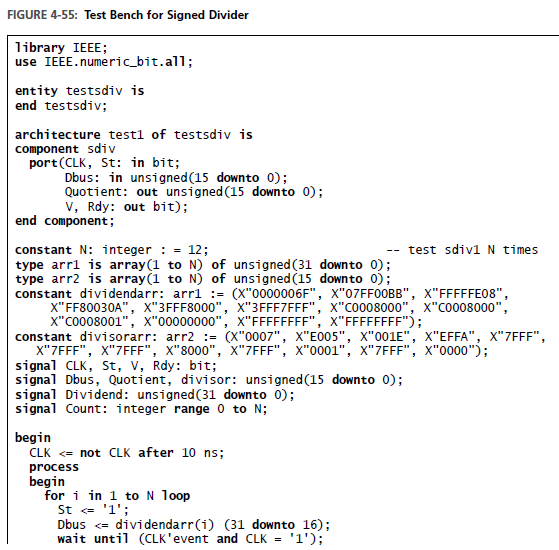 FIGURE 4-55: Test Bench for Signed Divider
library IEEE;
use IEEE.numeric_bit.all;
entity testsdiv is
end testsdiv;
architecture test1 of testsdiv is
component sdiv
port(CLK, St: in bit;
Dbus: in unsigned(15 downto 0);
Quotient: out unsigned(15 downto 0);
V, Rdy: out bit);
end component;
constant N: integer : = 12; -- test sdiv1 N times
type arr1 is array(1 to N) of unsigned(31 downto 0);
type arr2 is array(1 to N) of unsigned(15 downto 0);
constant dividendarr: arr1 := (X"0000006F", X"07FF00BB", X"FFFFFE08",
X"FF80030A", X"3FFF8000", X"3FFF7FFF", X"C0008000", X"C0008000",
X"C0008001", X"00000000", X"FFFFFFFF", X"FFFFFFFF");
constant divisorarr: arr2 := (X"0007", X"E005", X"001E", X"EFFA", X"7FFF",
X"7FFF", X"7FFF", X"8000", X"7FFF", X"0001", X"7FFF", X"0000");
signal CLK, St, V, Rdy: bit;
signal Dbus, Quotient, divisor: unsigned(15 downto 0);
signal Dividend: unsigned(31 downto 0);
signal Count: integer range 0 to N;
begin
CLK <= not CLK after 10 ns;
process
begin
for i in 1 to N loop
St <= '1';
Dbus <= dividendarr(i) (31 downto 16);
wait until (CLK'event and CLK = '1');